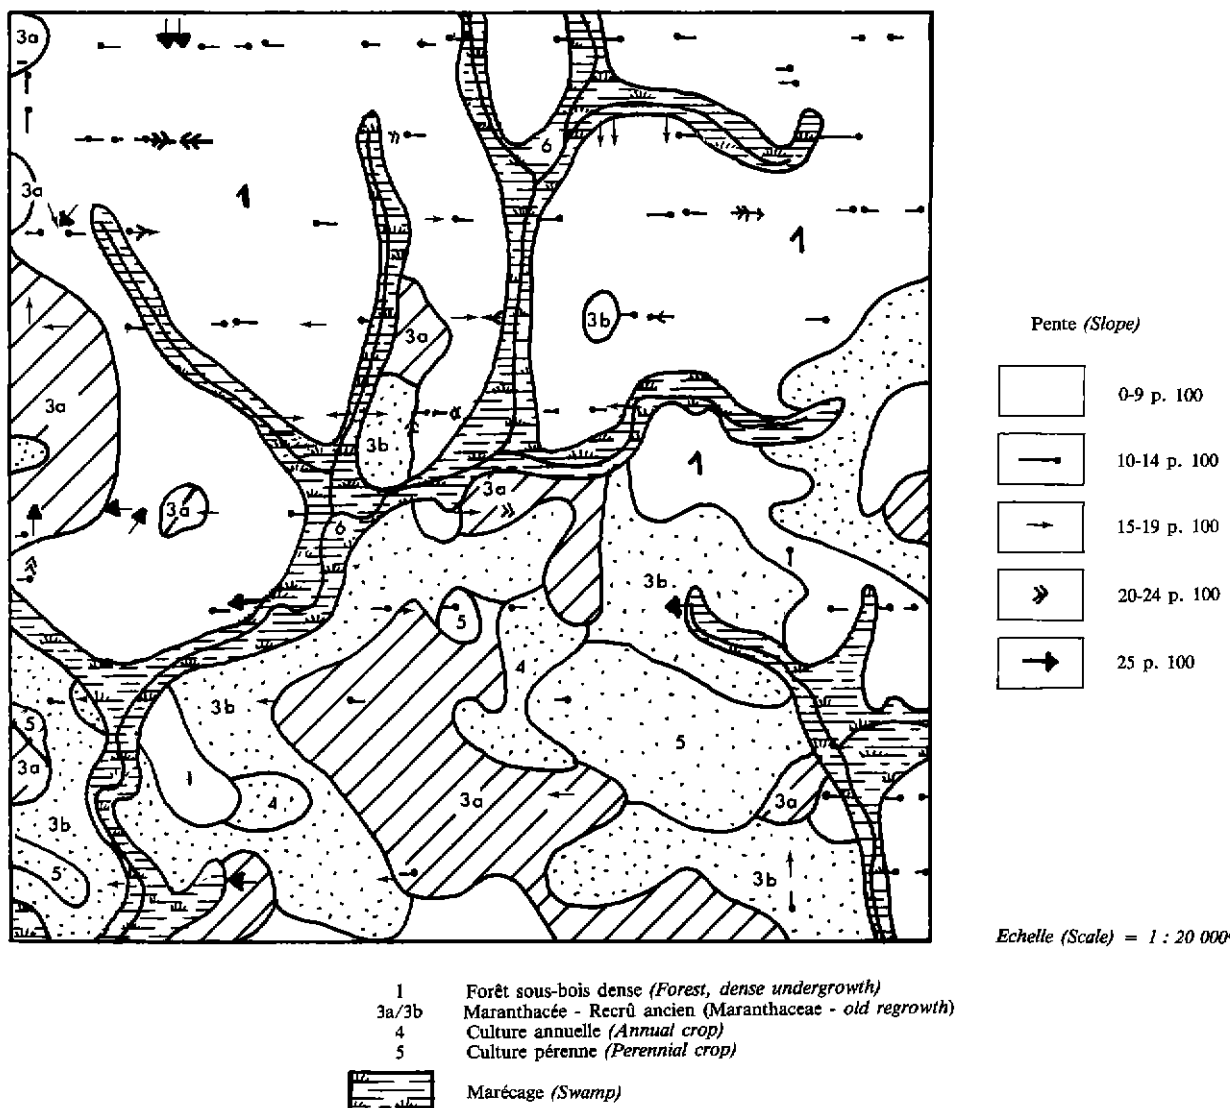 3a
6
3a
1
1
3b
3a
3a
3b
1
3a
3a
6
3b
5
4
3b
5
5
3a
1
4
3a
3a
3b
5
3b
Pente (Slope)
0-9 p. 100
10-14 p. 100
15-19 p. 100
20-24 p. 100
25 p. 100
Echelle (Scale) = 1 : 20 000
1 Forêt sous-bois dense (Forest, dense undergrowth)
3a/3b Maranthacée - Recrû ancien (Maranthaceae - old regrowth)
4 Culture annuelle (Annual crop)
5 Culture pérenne (Perennial crop)
Marécage (Swamp)